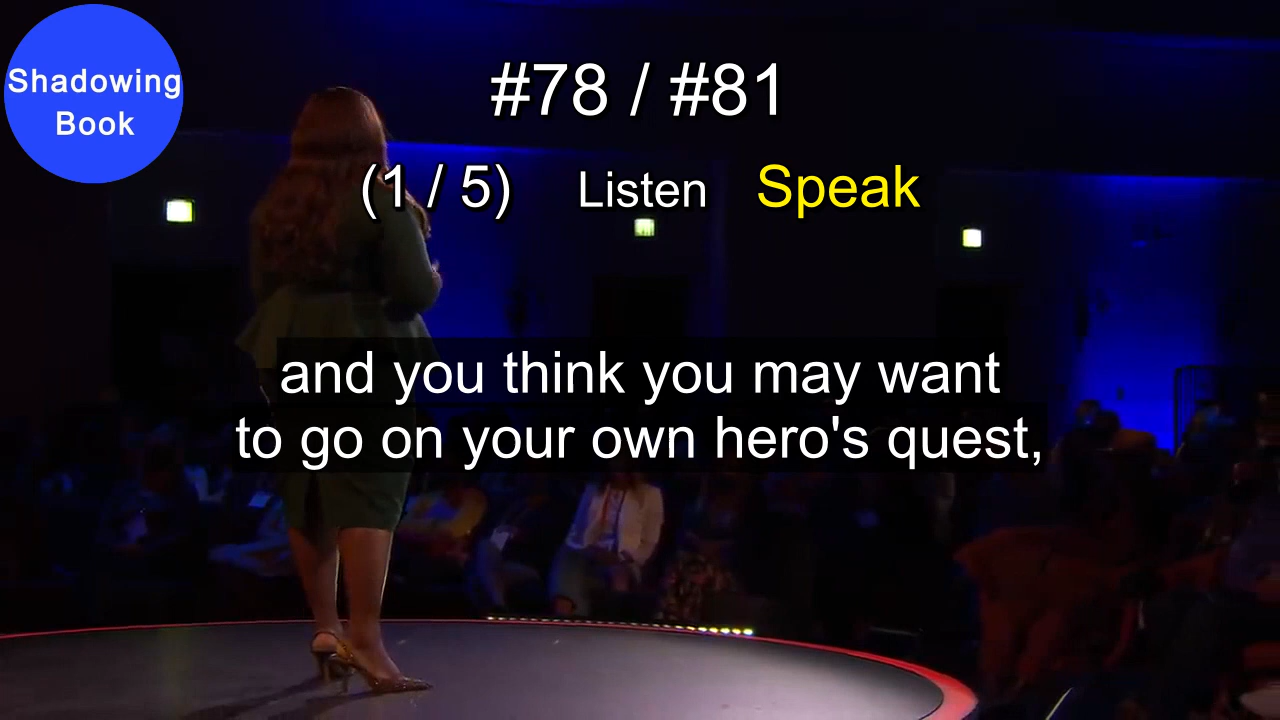 Shadowing
Book
#78 / #81
(1 / 5) Listen Speak
and you think you may want
to go on your own hero's quest,